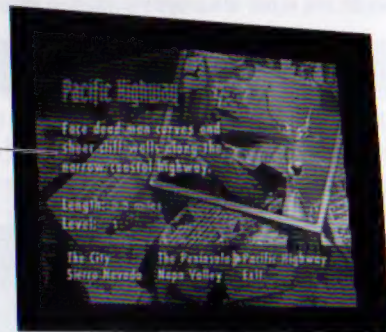 Pacific Highway
Face dead man curves and
sheer cliff walls along the
narrow coastal highway.
Length: miles
Level:
The City The Peninsula Pacific Highway
Sierra Nevada Napa Valley Exit